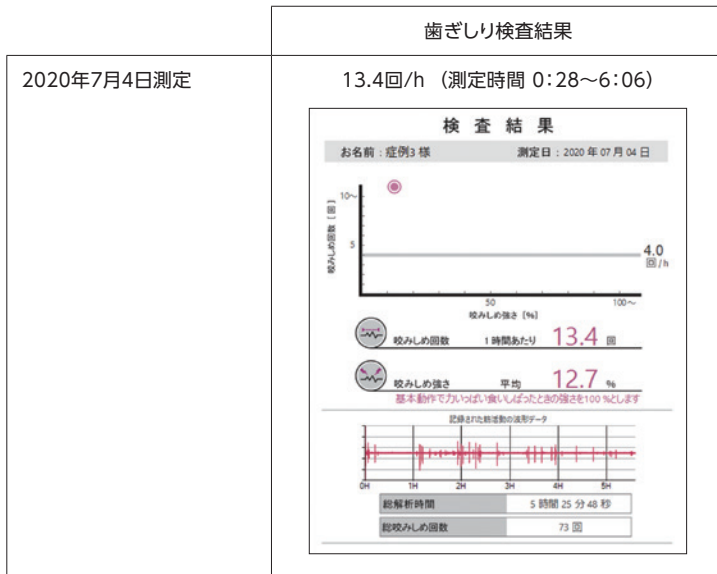 歯ぎしり検査結果
2020年7月4日測定
13.4回/h （測定時間 0：28～6：06）
検 査 結 果
お名前：症例3 様
測定日：2020 年 07 月 04 日
10～
咬みしめ回数 [回]
5
4.0
回/h
50
100～
咬みしめ強さ [%]
咬みしめ回数 1 時間あたり 13.4 回
咬みしめ強さ 平均 12.7 %
基本動作で力いっぱい食いしばったときの強さを100 %とします
記録された筋活動の波形データ
0H 1H 2H 3H 4H 5H
総解析時間 5 時間 25 分 48 秒
総咬みしめ回数 73 回